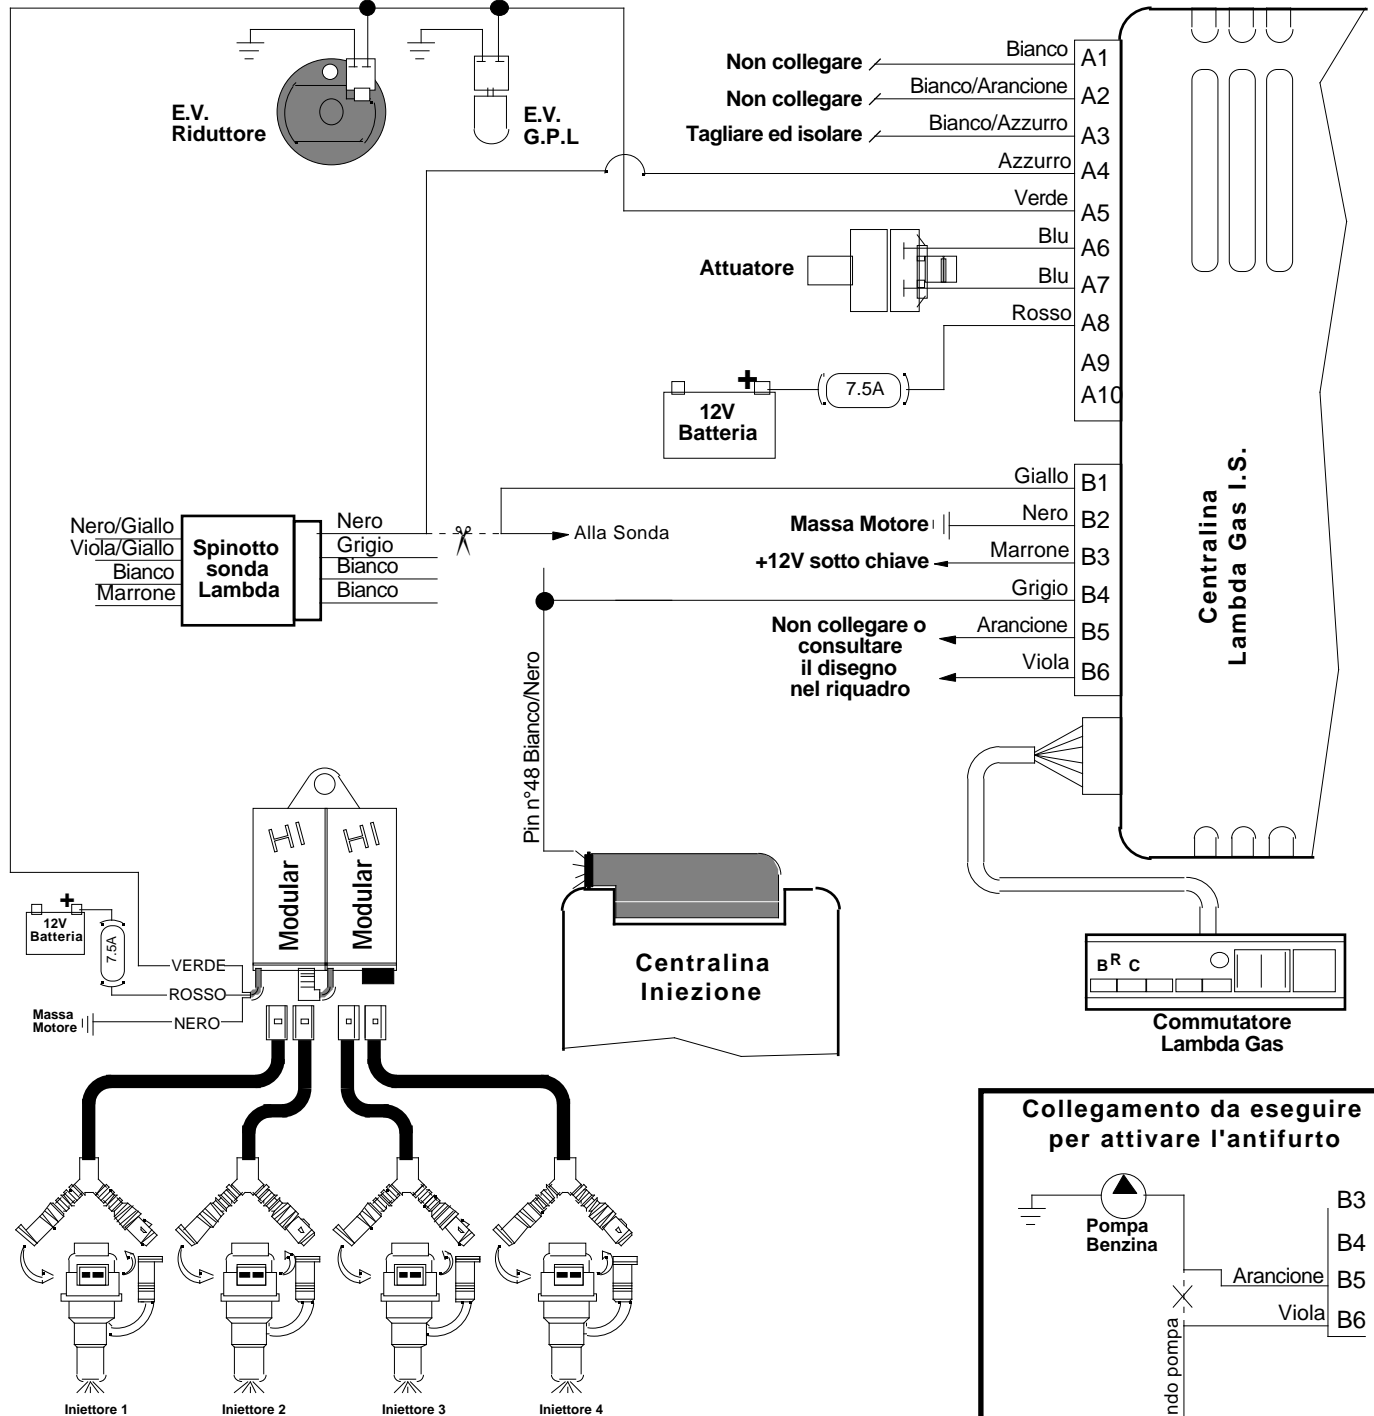 E.V.
Riduttore
E.V.
G.P.L
Non collegare
Bianco
A1
Non collegare
Bianco/Arancione
A2
Tagliare ed isolare
Bianco/Azzurro
A3
Azzurro
A4
Verde
A5
Blu
A6
Attuatore
Blu
A7
Rosso
A8
A9
A10
+
12V
Batteria
7.5A
Centralina
Lambda Gas I.S.
Giallo
B1
Massa Motore
Nero
B2
+12V sotto chiave
Marrone
B3
Grigio
B4
Non collegare o
consultare
il disegno
nel riquadro
Arancione
B5
Viola
B6
Nero/Giallo
Viola/Giallo
Bianco
Marrone
Spinotto
sonda
Lambda
Nero
Grigio
Bianco
Bianco
Alla Sonda
Pin n°48 Bianco/Nero
HI
Modular
HI
Modular
+
12V
Batteria
7.5A
VERDE
ROSSO
NERO
Massa
Motore
Centralina
Iniezione
B R C
Commutatore
Lambda Gas
Iniettore 1
Iniettore 2
Iniettore 3
Iniettore 4
Collegamento da eseguire
per attivare l'antifurto
Pompa
Benzina
B3
B4
Arancione
B5
Viola
B6
ndo pompa